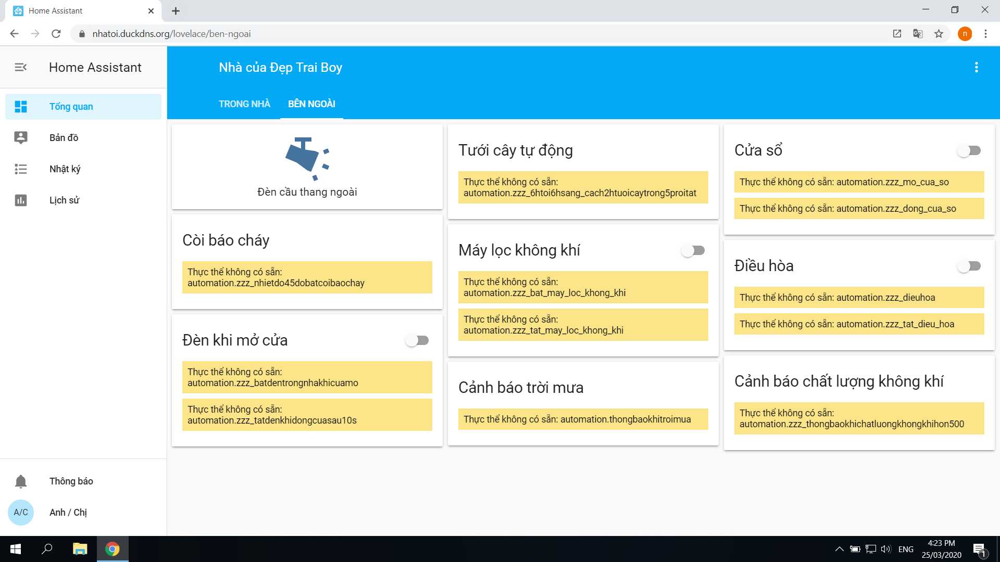 Home Assistant
nhatoi.duckdns.org/lovelace/ben-ngoai
n
Home Assistant
Tổng quan
Bản đồ
Nhật ký
Lịch sử
Thông báo
A/C
Anh / Chị
Nhà của Đẹp Trai Boy
TRONG NHÀ
BÊN NGOÀI
Đèn cầu thang ngoài
Còi báo cháy
Thực thể không có sẵn:
automation.zzz_nhietdo45dobatcoibaochay
Đèn khi mở cửa
Thực thể không có sẵn:
automation.zzz_batdentrongnhakhicuamo
Thực thể không có sẵn:
automation.zzz_tatdenkhidongcuasau10s
Tưới cây tự động
Thực thể không có sẵn:
automation.zzz_6htoi6hsang_cach2htuoicaytrong5proitat
Máy lọc không khí
Thực thể không có sẵn:
automation.zzz_bat_may_loc_khong_khi
Thực thể không có sẵn:
automation.zzz_tat_may_loc_khong_khi
Cảnh báo trời mưa
Thực thể không có sẵn: automation.thongbaokhitroimua
Cửa sổ
Thực thể không có sẵn: automation.zzz_mo_cua_so
Thực thể không có sẵn: automation.zzz_dong_cua_so
Điều hòa
Thực thể không có sẵn: automation.zzz_dieuhoa
Thực thể không có sẵn: automation.zzz_tat_dieu_hoa
Cảnh báo chất lượng không khí
Thực thể không có sẵn:
automation.zzz_thongbaokhichatluongkhongkhihon500
ENG
4:23 PM
25/03/2020
1